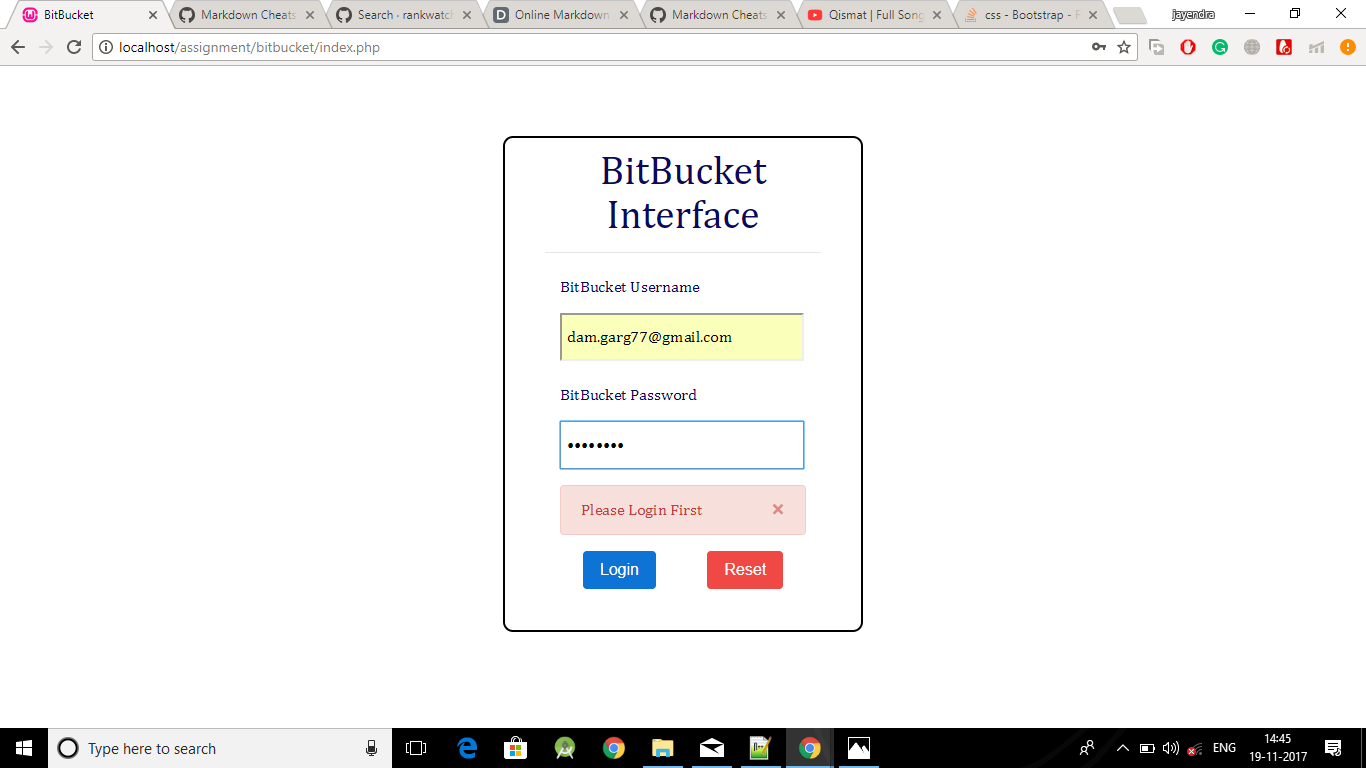 BitBucket
Markdown Cheats
Search · rankwatch
Online Markdown
Markdown Cheats
Qismat | Full Song
css - Bootstrap - R
jayendra
localhost/assignment/bitbucket/index.php
BitBucket
Interface
BitBucket Username
dam.garg77@gmail.com
BitBucket Password
Please Login First ×
Login Reset
Type here to search
ENG
14:45
19-11-2017